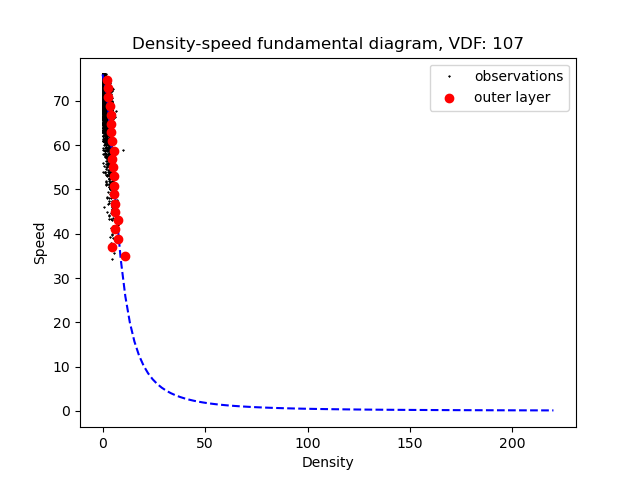 Density-speed fundamental diagram, VDF: 107
observations
outer layer
70
60
50
40
30
20
10
0
Speed
0 50 100 150 200
Density